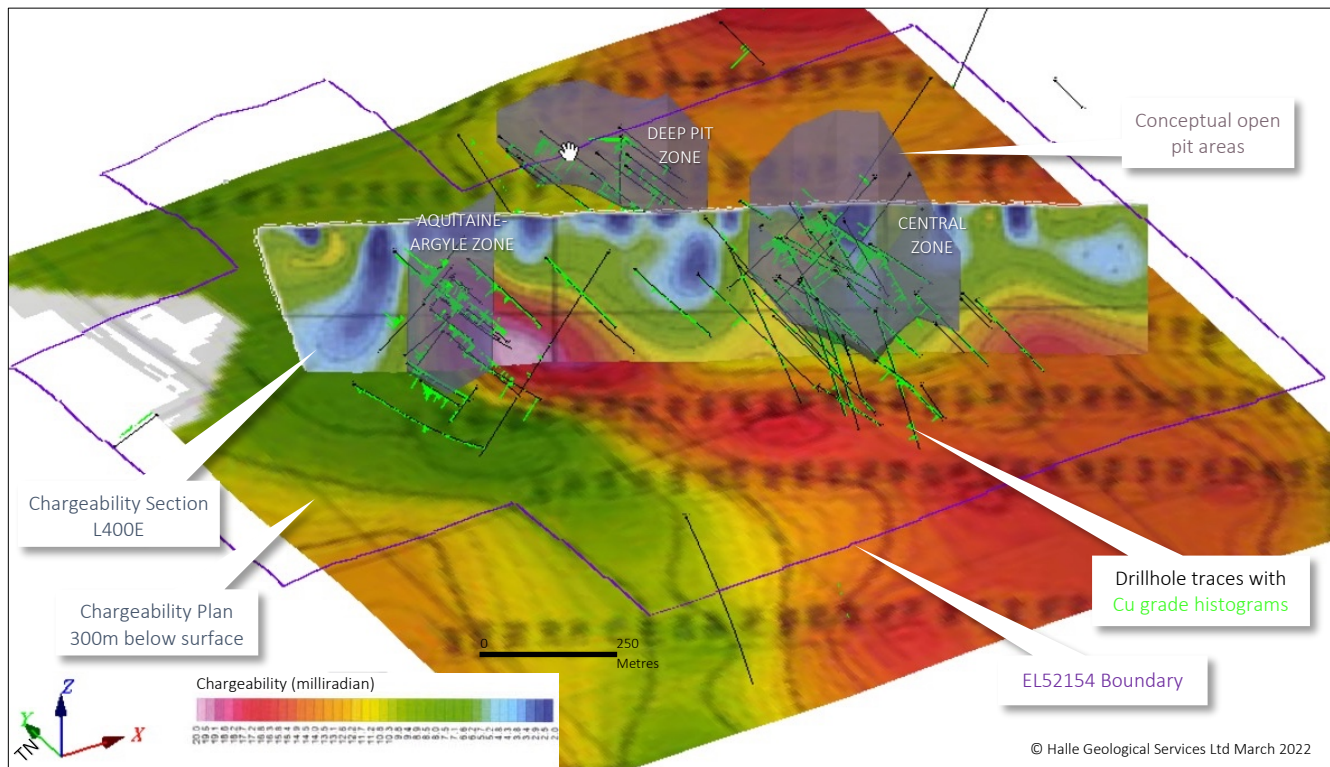 DEEP PIT
ZONE
Conceptual open
pit areas
AQUITAINE-
ARGYLE ZONE
CENTRAL
ZONE
Chargeability Section
L400E
Chargeability Plan
300m below surface
Drillhole traces with
Cu grade histograms
0 250
Metres
EL52154 Boundary
Chargeability (milliradian)
Z
Y
X
TN
© Halle Geological Services Ltd March 2022